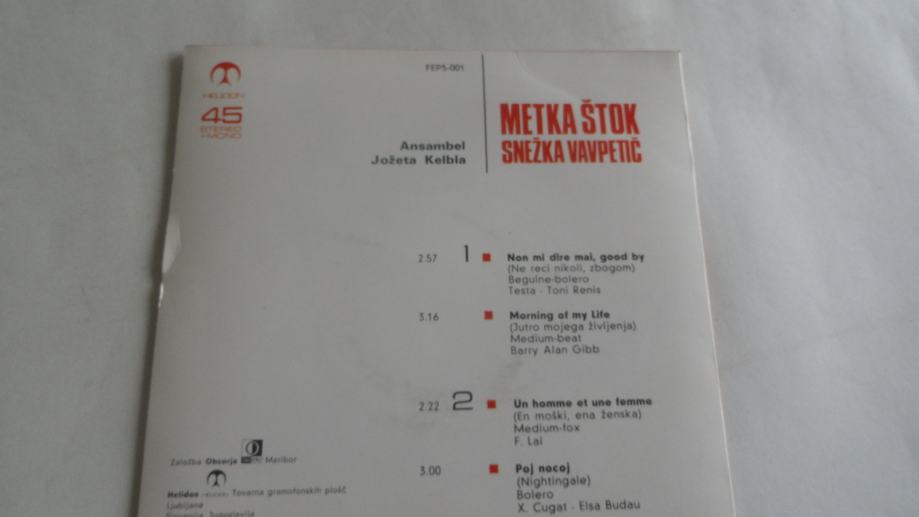 HELIDON
45
STEREO
+MONO
FEPS-001
Ansambel
Jožeta Kelbla
METKA ŠTOK
SNEŽKA VAVPETIČ
2.57 1 Non mi dire mai, good by
(Ne reci nikoli, zbogom)
Beguine-bolero
Testa - Toni Renis
3.16 Morning of my Life
(Jutro mojega življenja)
Medium-beat
Barry Alan Gibb
2.22 2 Un homme et une femme
(En moški, ena ženska)
Medium-fox
F. Lai
3.00 Poj nocoj
(Nightingale)
Bolero
X. Cugat - Elsa Budau
Založba Obzorja Maribor
Helidon HELIDON Tovarna gramofonskih plošč
Ljubljana
Slovenija Jugoslavija